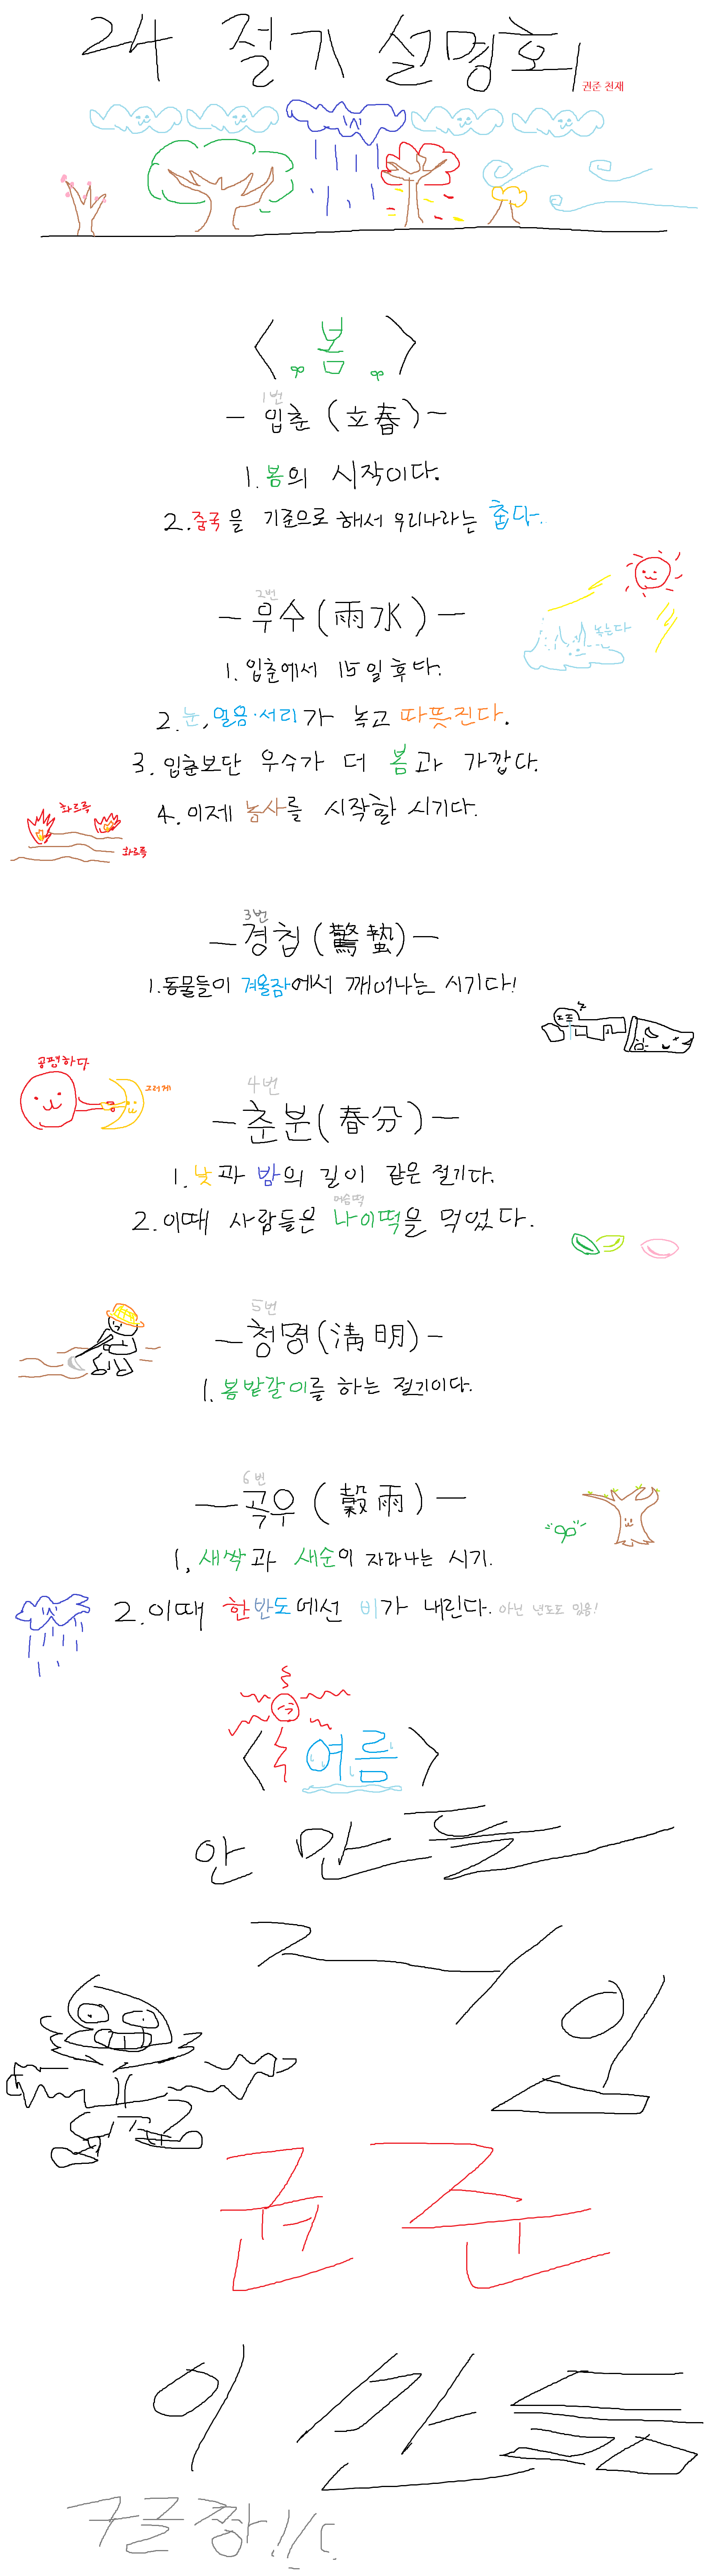 24 절기 설명회
권준 천재
< 봄 >
1번
- 입춘 (立春) -
1. 봄의 시작이다.
2. 중국을 기준으로 해서 우리나라는 춥다.
2번
- 우수 (雨水) -
녹는다
1. 입춘에서 15일 후다.
2. 눈, 얼음·서리가 녹고 따뜻진다.
3. 입춘보단 우수가 더 봄과 가깝다.
4. 이제 농사를 시작할 시기다.
화르륵
화르륵
3번
- 경칩 (驚蟄) -
1. 동물들이 겨울잠에서 깨어나는 시기다!
공평하다
그러게
4번
- 춘분 (春分) -
1. 낮과 밤의 길이 같은 절기다.
머슴떡
2. 이때 사람들은 나이떡을 먹었다.
5번
- 청명 (淸明) -
1. 봄밭갈이를 하는 절기이다.
6번
- 곡우 (穀雨) -
1. 새싹과 새순이 자라나는 시기.
2. 이때 한반도에선 비가 내린다. 아닌 년도도 있음!
< 여름 >
안 만듦
권준
이 만듦
구글짱!!